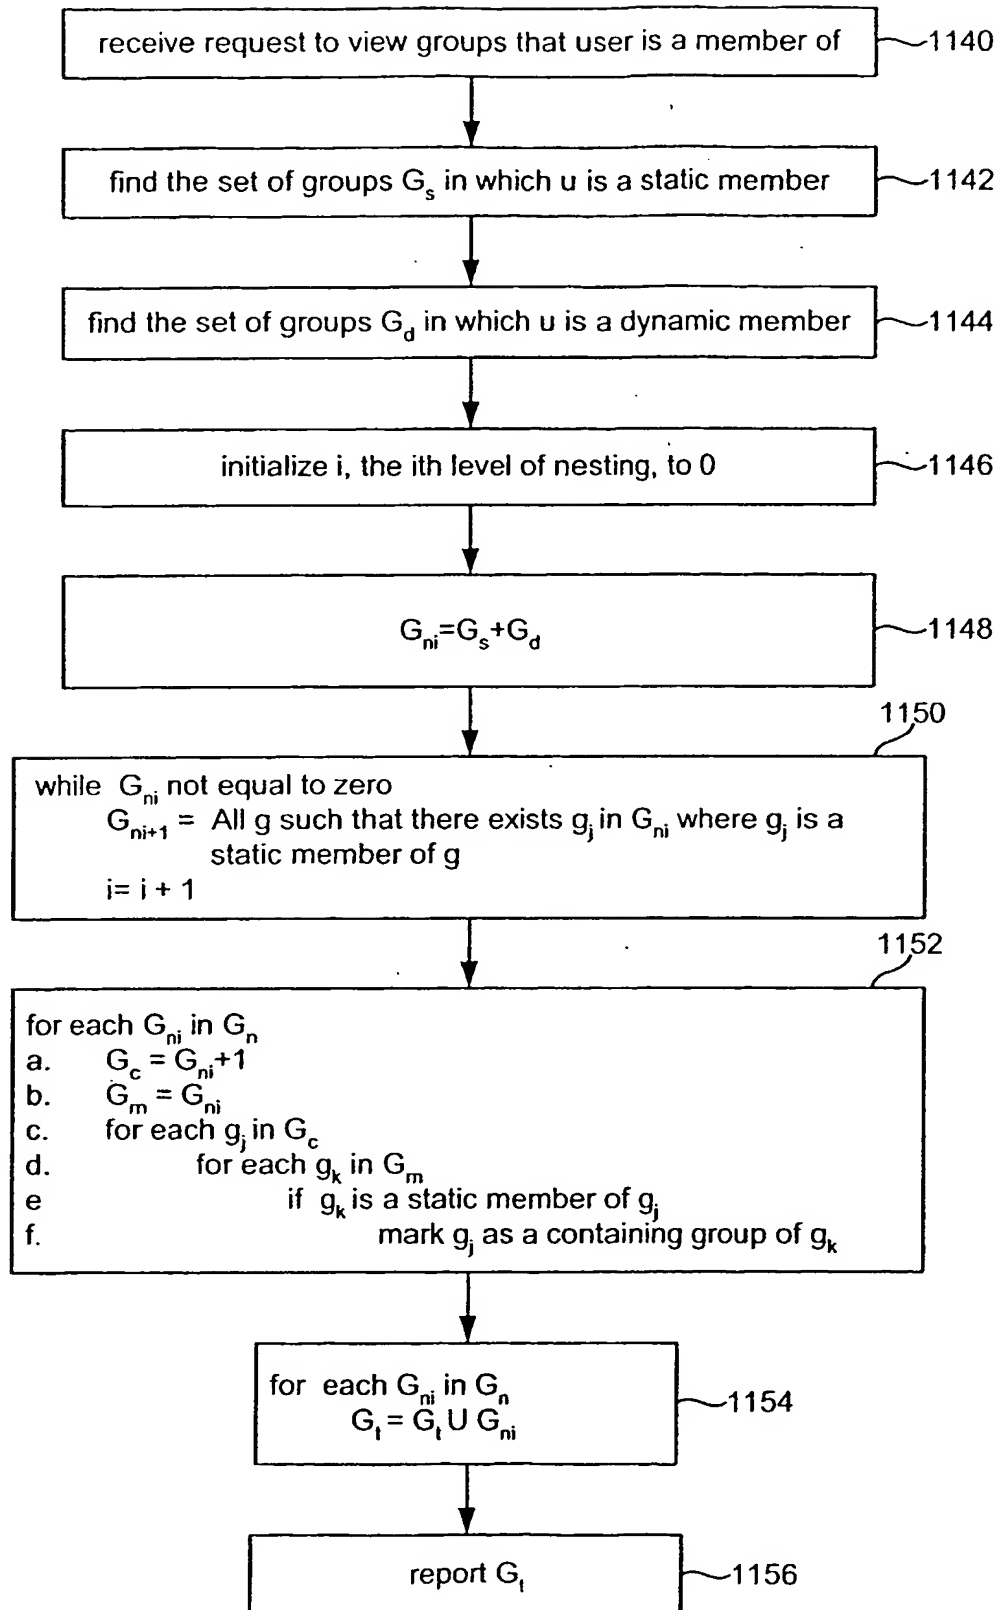 receive request to view groups that user is a member of 1140
find the set of groups Gs in which u is a static member 1142
find the set of groups Gd in which u is a dynamic member 1144
initialize i, the ith level of nesting, to 0 1146
Gni=Gs+Gd 1148
1150
while Gni not equal to zero
Gni+1 = All g such that there exists gj in Gni where gj is a
static member of g
i= i + 1
1152
for each Gni in Gn
a. Gc = Gni+1
b. Gm = Gni
c. for each gj in Gc
d. for each gk in Gm
e if gk is a static member of gj
f. mark gj as a containing group of gk
for each Gni in Gn
Gt = Gt U Gni
1154
report Gt 1156